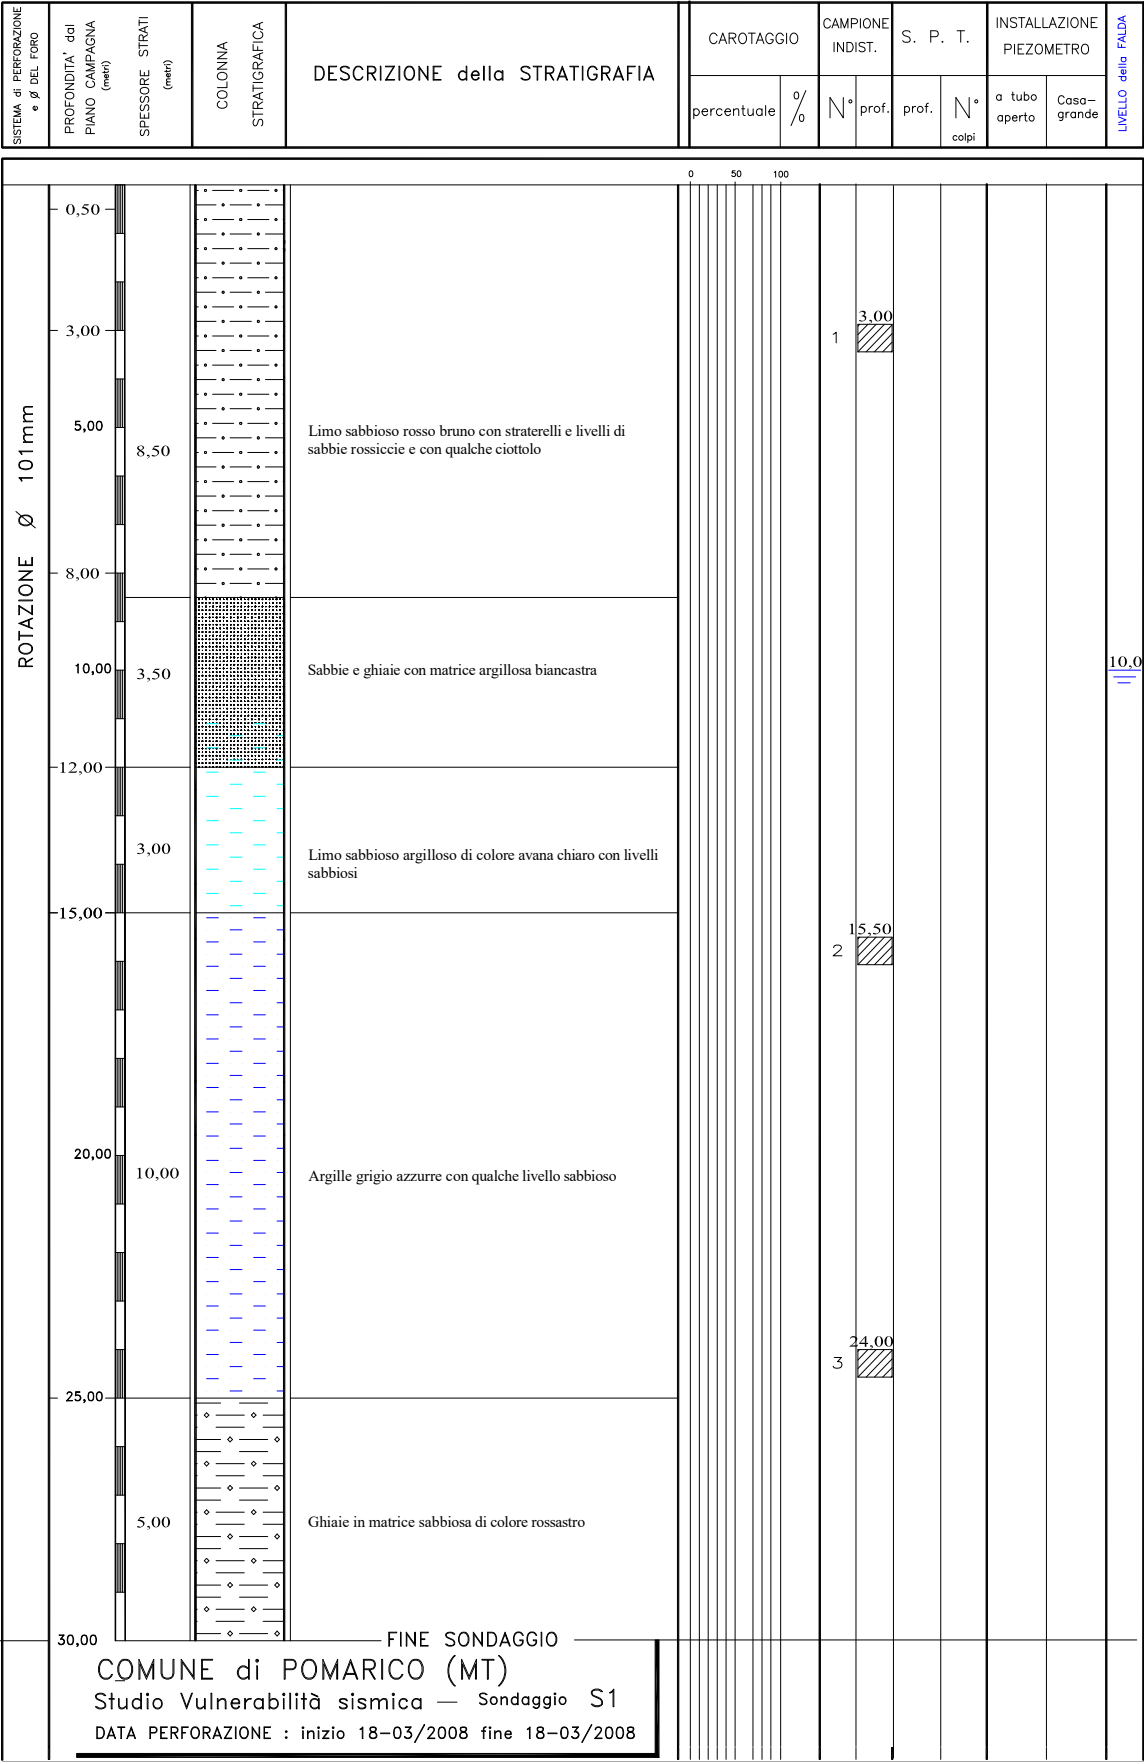 SISTEMA di PERFORAZIONE
e Ø DEL FORO
PROFONDITA' dal
PIANO CAMPAGNA
(metri)
SPESSORE STRATI
(metri)
COLONNA
STRATIGRAFICA
DESCRIZIONE della STRATIGRAFIA
CAROTAGGIO
percentuale
%
CAMPIONE
INDIST.
N°
prof.
S. P. T.
prof.
N°
colpi
INSTALLAZIONE
PIEZOMETRO
a tubo
aperto
Casa-
grande
LIVELLO della FALDA
0 50 100
0,50
3,00
1
3,00
ROTAZIONE Ø 101mm
5,00
8,50
Limo sabbioso rosso bruno con straterelli e livelli di
sabbie rossiccie e con qualche ciottolo
8,00
10,00
3,50
Sabbie e ghiaie con matrice argillosa biancastra
10,0
12,00
3,00
Limo sabbioso argilloso di colore avana chiaro con livelli
sabbiosi
15,00
15,50
2
20,00
10,00
Argille grigio azzurre con qualche livello sabbioso
24,00
3
25,00
5,00
Ghiaie in matrice sabbiosa di colore rossastro
30,00
FINE SONDAGGIO
COMUNE di POMARICO (MT)
Studio Vulnerabilità sismica — Sondaggio S1
DATA PERFORAZIONE : inizio 18-03/2008 fine 18-03/2008